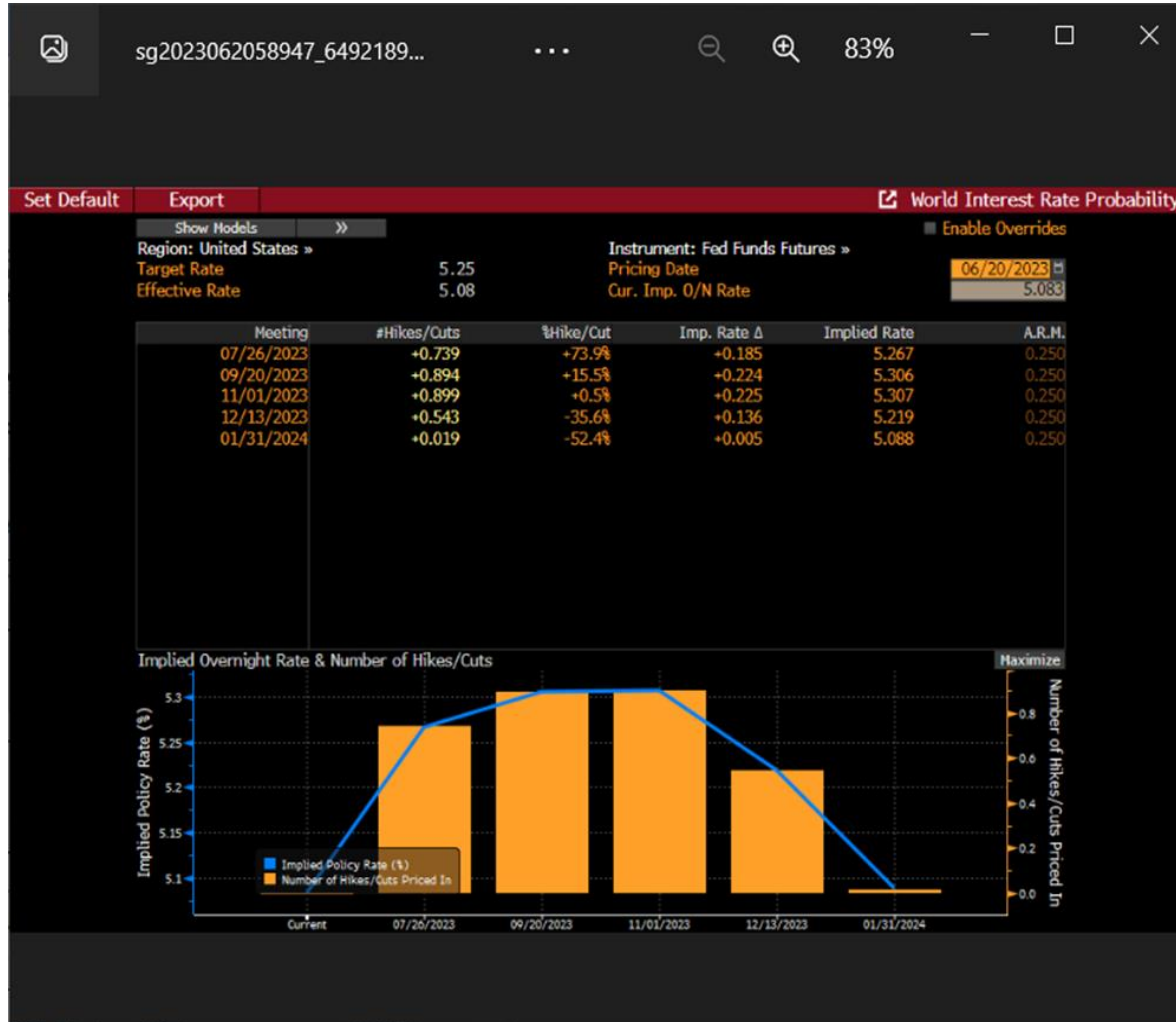 sg2023062058947_6492189... ... 83%
Set Default Export World Interest Rate Probability
Show Models » Enable Overrides
Region: United States » Instrument: Fed Funds Futures »
Target Rate 5.25 Pricing Date 06/20/2023
Effective Rate 5.08 Cur. Imp. O/N Rate 5.083
Meeting #Hikes/Cuts %Hike/Cut Imp. Rate Δ Implied Rate A.R.M.
07/26/2023 +0.739 +73.9% +0.185 5.267 0.250
09/20/2023 +0.894 +15.5% +0.224 5.306 0.250
11/01/2023 +0.899 +0.5% +0.225 5.307 0.250
12/13/2023 +0.543 -35.6% +0.136 5.219 0.250
01/31/2024 +0.019 -52.4% +0.005 5.088 0.250
Implied Overnight Rate & Number of Hikes/Cuts Maximize
Implied Policy Rate (%)
5.3
5.25
5.2
5.15
5.1
Number of Hikes/Cuts Priced In
0.8
0.6
0.4
0.2
0.0
Implied Policy Rate (%)
Number of Hikes/Cuts Priced In
Current 07/26/2023 09/20/2023 11/01/2023 12/13/2023 01/31/2024